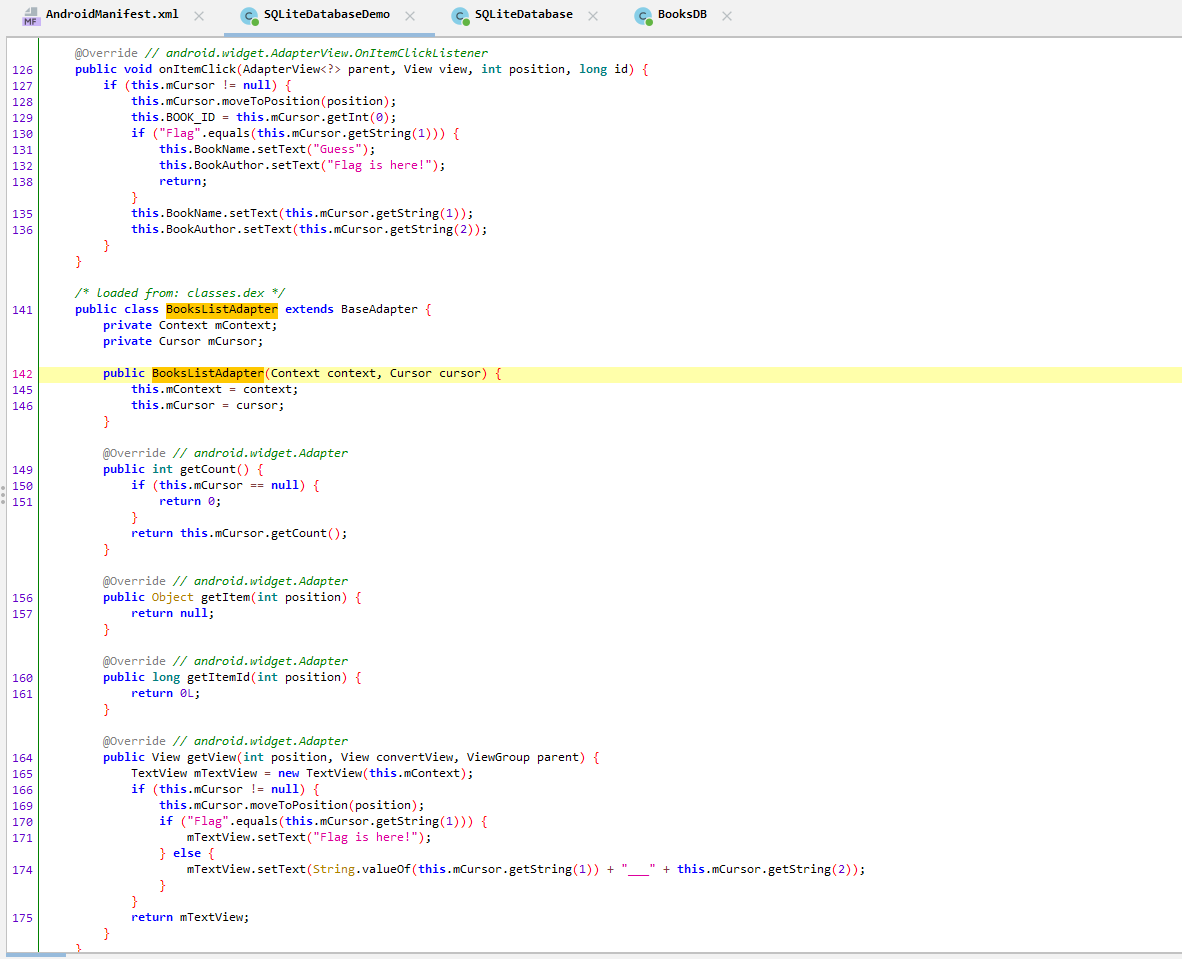 AndroidManifest.xml SQLiteDatabaseDemo SQLiteDatabase BooksDB
@Override // android.widget.AdapterView.OnItemClickListener
126 public void onItemClick(AdapterView<?> parent, View view, int position, long id) {
127 if (this.mCursor != null) {
128 this.mCursor.moveToPosition(position);
129 this.BOOK_ID = this.mCursor.getInt(0);
130 if ("Flag".equals(this.mCursor.getString(1))) {
131 this.BookName.setText("Guess");
132 this.BookAuthor.setText("Flag is here!");
138 return;
}
135 this.BookName.setText(this.mCursor.getString(1));
136 this.BookAuthor.setText(this.mCursor.getString(2));
}
}
/* loaded from: classes.dex */
141 public class BooksListAdapter extends BaseAdapter {
private Context mContext;
private Cursor mCursor;
142 public BooksListAdapter(Context context, Cursor cursor) {
145 this.mContext = context;
146 this.mCursor = cursor;
}
@Override // android.widget.Adapter
149 public int getCount() {
150 if (this.mCursor == null) {
151 return 0;
}
return this.mCursor.getCount();
}
@Override // android.widget.Adapter
156 public Object getItem(int position) {
157 return null;
}
@Override // android.widget.Adapter
160 public long getItemId(int position) {
161 return 0L;
}
@Override // android.widget.Adapter
164 public View getView(int position, View convertView, ViewGroup parent) {
165 TextView mTextView = new TextView(this.mContext);
166 if (this.mCursor != null) {
169 this.mCursor.moveToPosition(position);
170 if ("Flag".equals(this.mCursor.getString(1))) {
171 mTextView.setText("Flag is here!");
} else {
174 mTextView.setText(String.valueOf(this.mCursor.getString(1)) + "___" + this.mCursor.getString(2));
}
}
175 return mTextView;
}
}